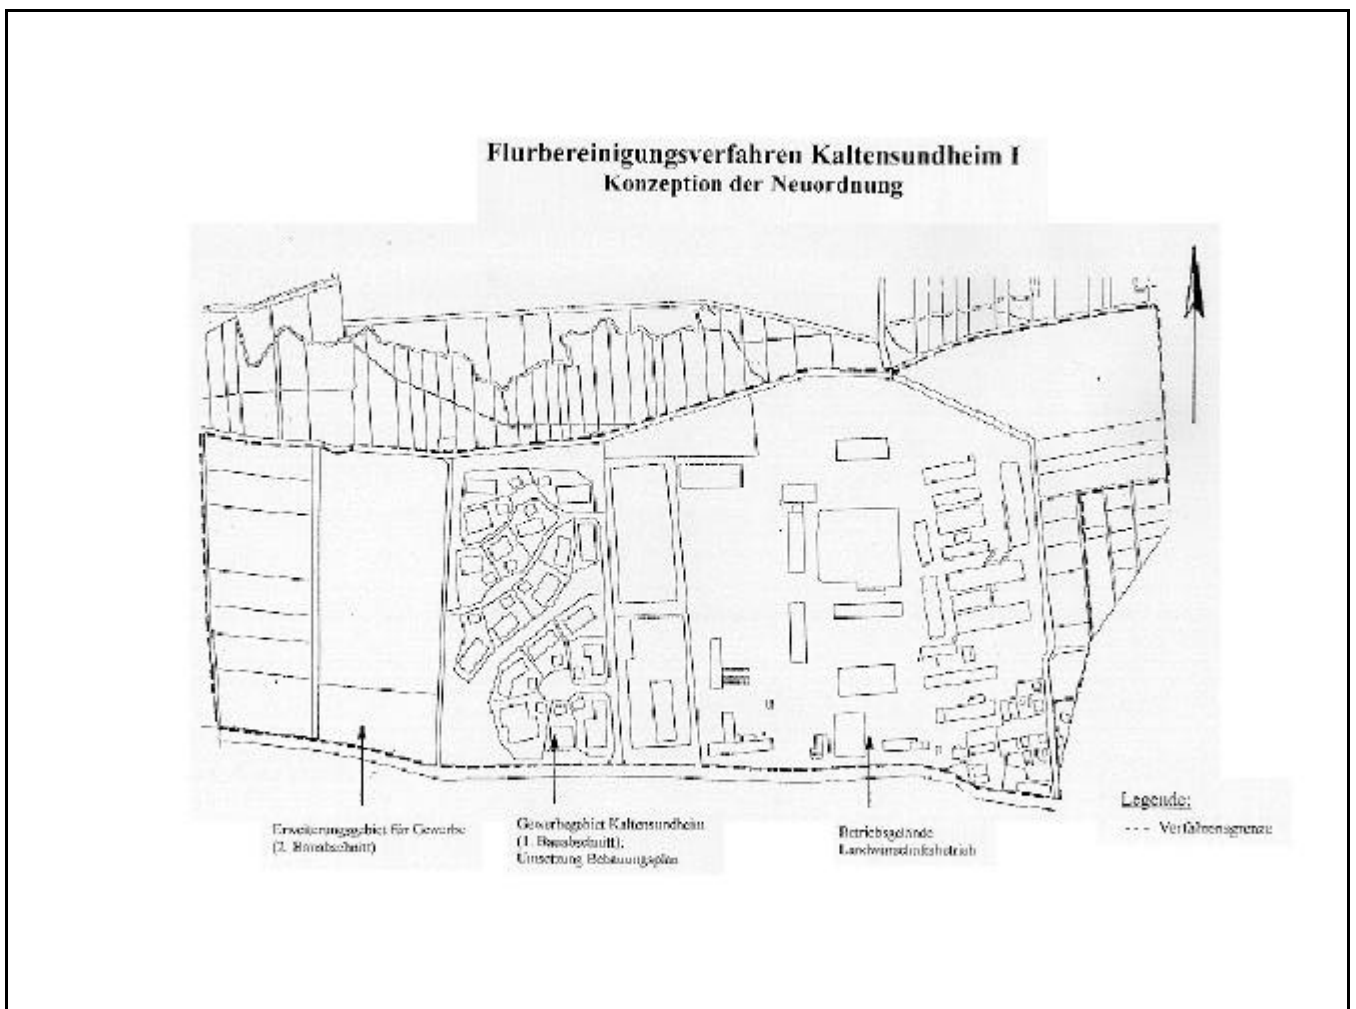 Flurbereinigungsverfahren Kaltensundheim I
Konzeption der Neuordnung
Erweiterungsgebiet für Gewerbe
(2. Bauabschnitt)
Gewerbegebiet Kaltensundheim
(1. Bauabschnitt);
Umsetzung Bebauungsplan
Betriebsgelände
Landwirtschaftsbetrieb
Legende:
--- Verfahrensgrenze